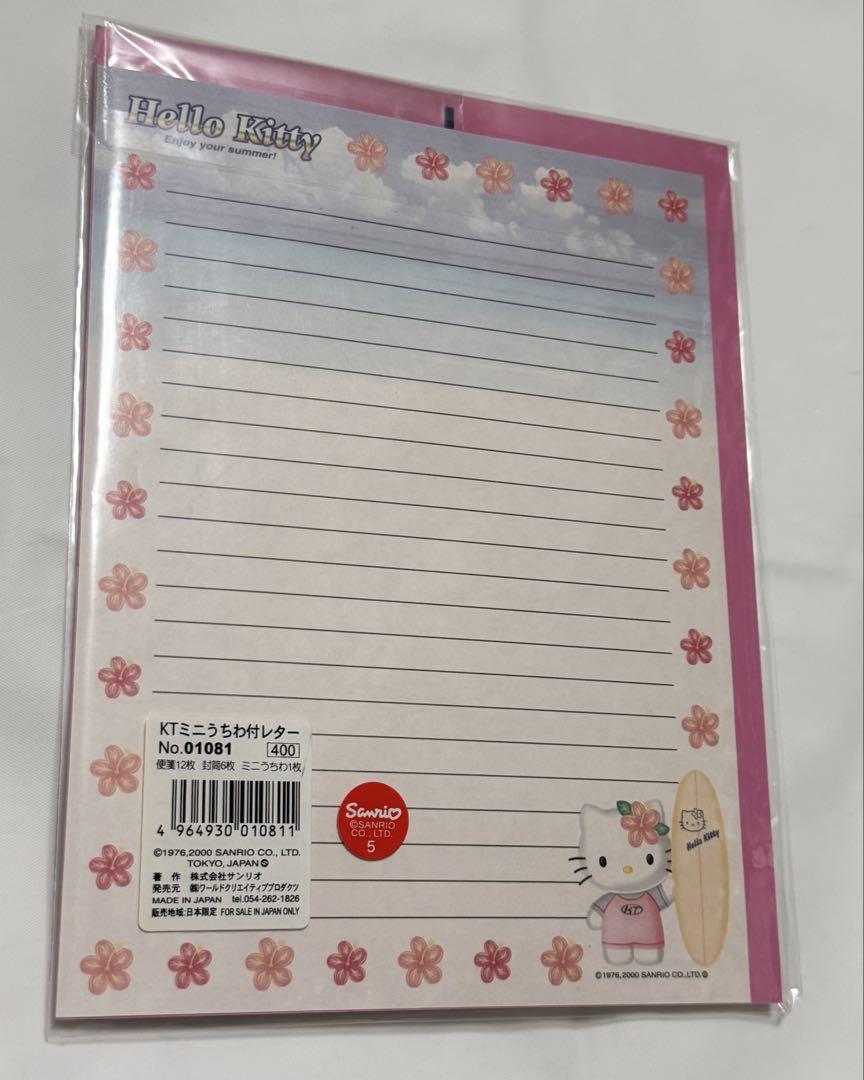 Hello Kitty
Enjoy your summer!
KTミニうちわ付レター
No.01081 400
便箋12枚 封筒6枚 ミニうちわ1枚
4 964930 010811
©1976,2000 SANRIO CO., LTD.
TOKYO, JAPAN Ⓢ
著 作 株式会社サンリオ
発売元 ㈱ワールドクリエイティブプロダクツ
MADE IN JAPAN tel.054-262-1826
販売地域:日本限定 FOR SALE IN JAPAN ONLY
Sanrio
©SANRIO
CO., LTD.
5
Hello Kitty
KT
©1976,2000 SANRIO CO.,LTD.Ⓢ